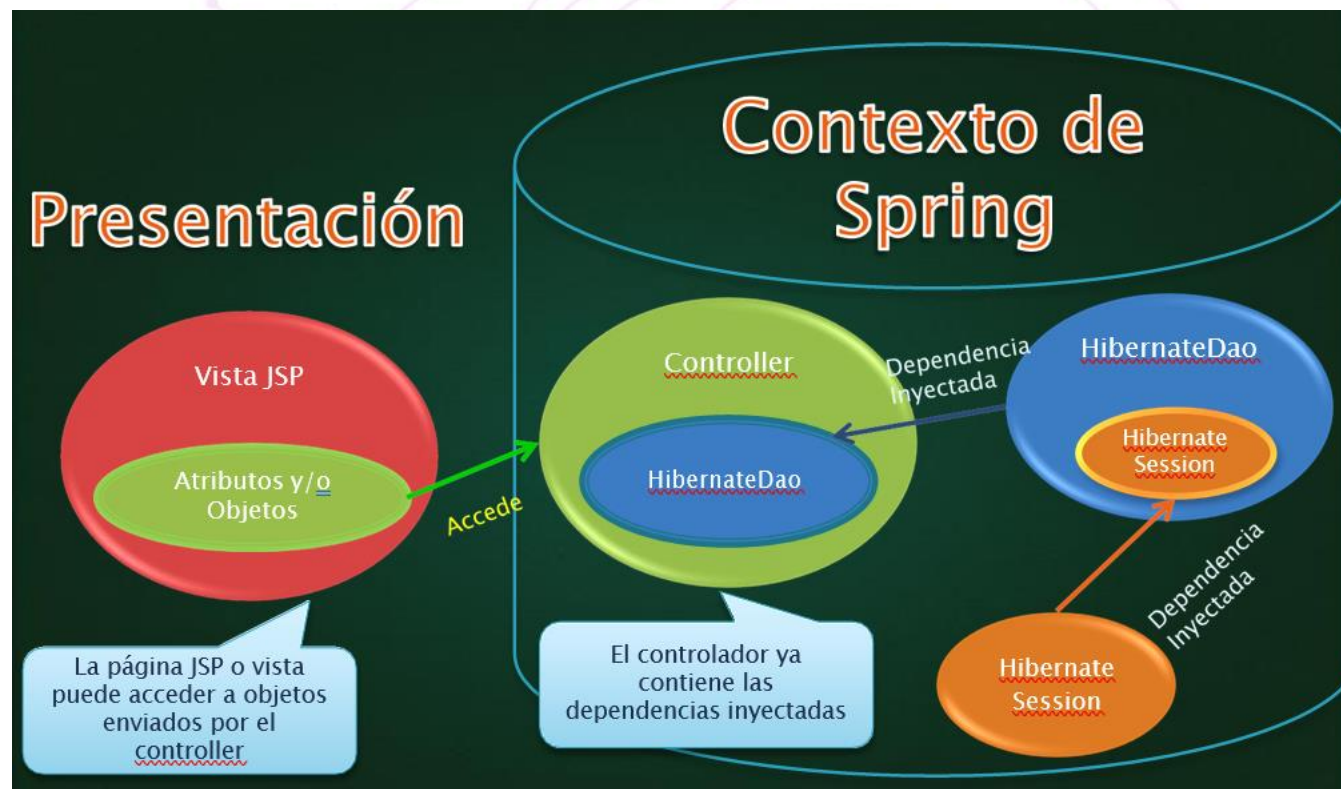 Contexto de
Spring
Presentación
Vista JSP
Atributos y/o
Objetos
Accede
Controller
HibernateDao
Dependencia
Inyectada
HibernateDao
Hibernate
Session
Dependencia
Inyectada
Hibernate
Session
La página JSP o vista
puede acceder a objetos
enviados por el
controller
El controlador ya
contiene las
dependencias inyectadas